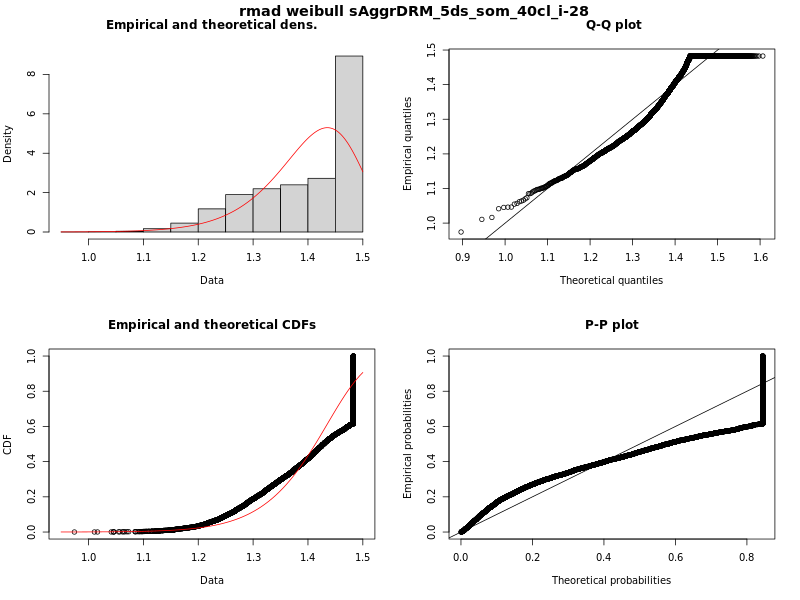 rmad weibull sAggrDRM_5ds_som_40cl_i-28
Empirical and theoretical dens.
Density
0 2 4 6 8
1.0 1.1 1.2 1.3 1.4 1.5
Data
Q-Q plot
Empirical quantiles
1.0 1.1 1.2 1.3 1.4 1.5
0.9 1.0 1.1 1.2 1.3 1.4 1.5 1.6
Theoretical quantiles
Empirical and theoretical CDFs
CDF
0.0 0.2 0.4 0.6 0.8 1.0
1.0 1.1 1.2 1.3 1.4 1.5
Data
P-P plot
Empirical probabilities
0.0 0.2 0.4 0.6 0.8 1.0
0.0 0.2 0.4 0.6 0.8
Theoretical probabilities